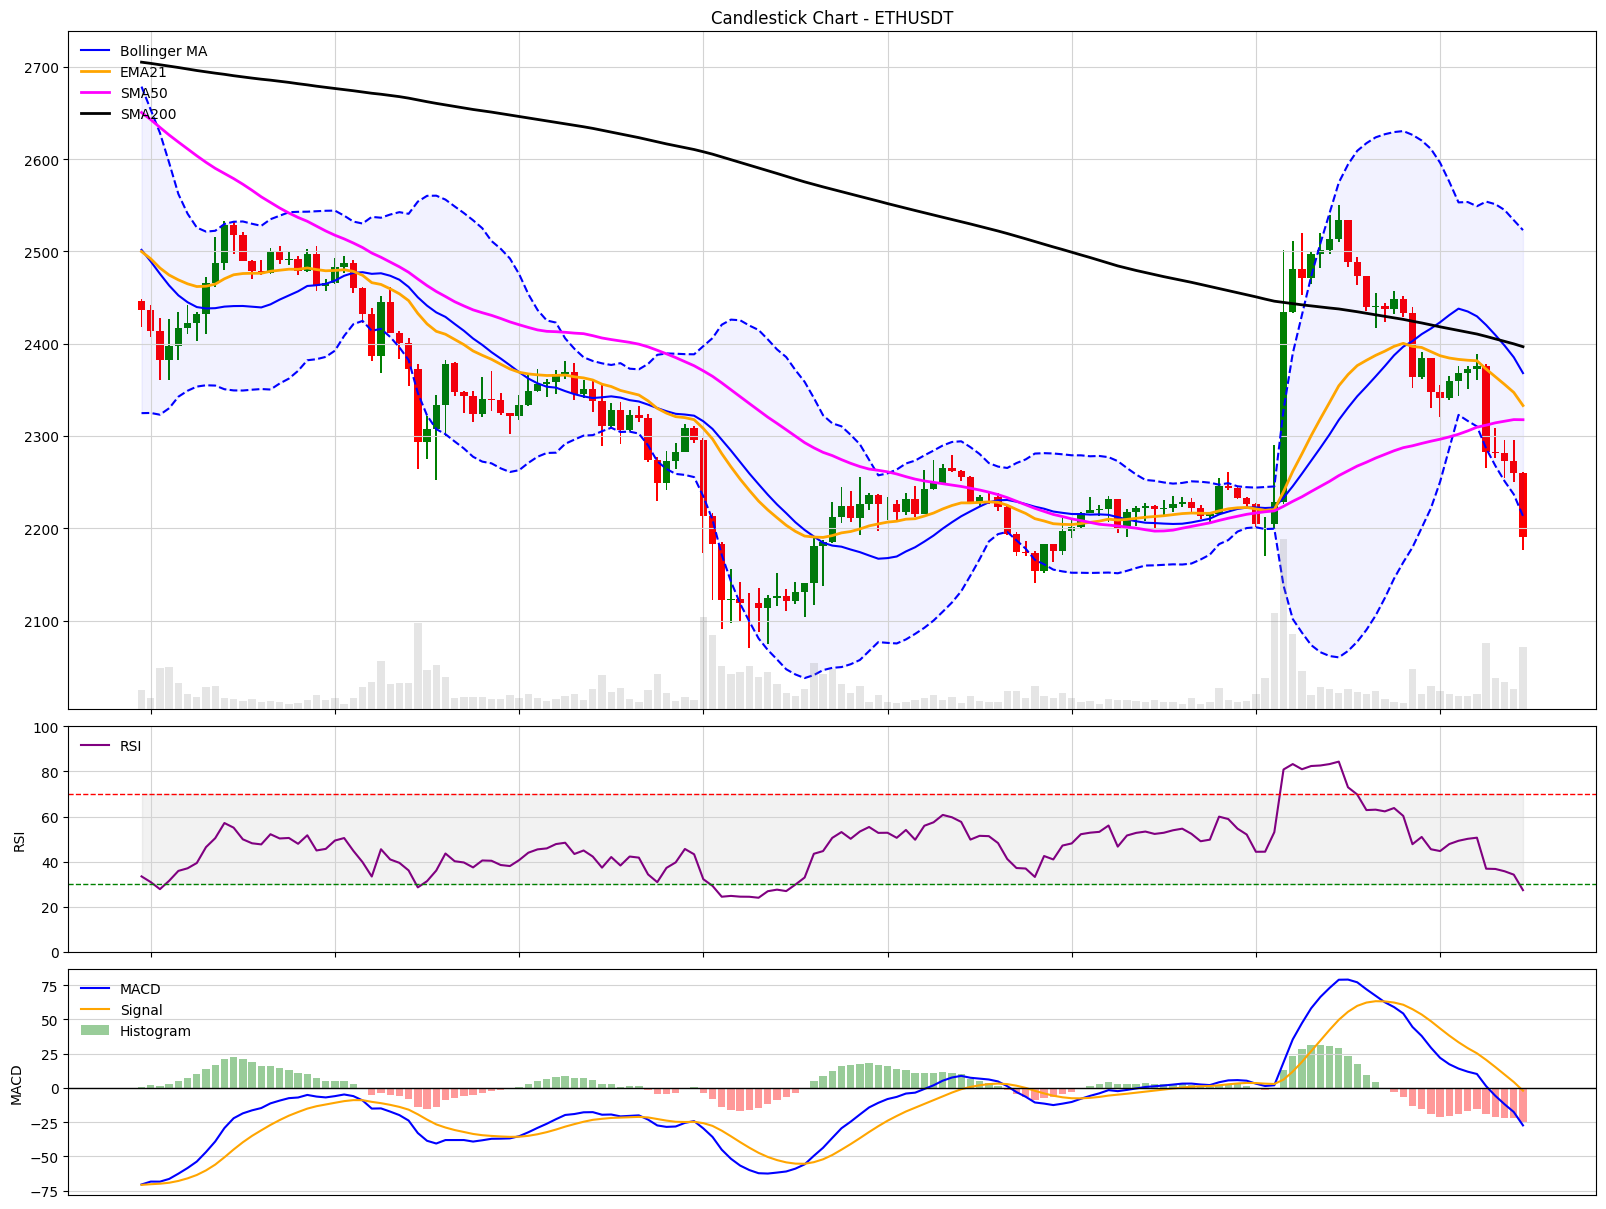 Candlestick Chart - ETHUSDT
Bollinger MA
EMA21
SMA50
SMA200
2700
2600
2500
2400
2300
2200
2100
RSI
100
80
60
40
20
0
RSI
MACD
Signal
Histogram
75
50
25
0
−25
−50
−75
MACD